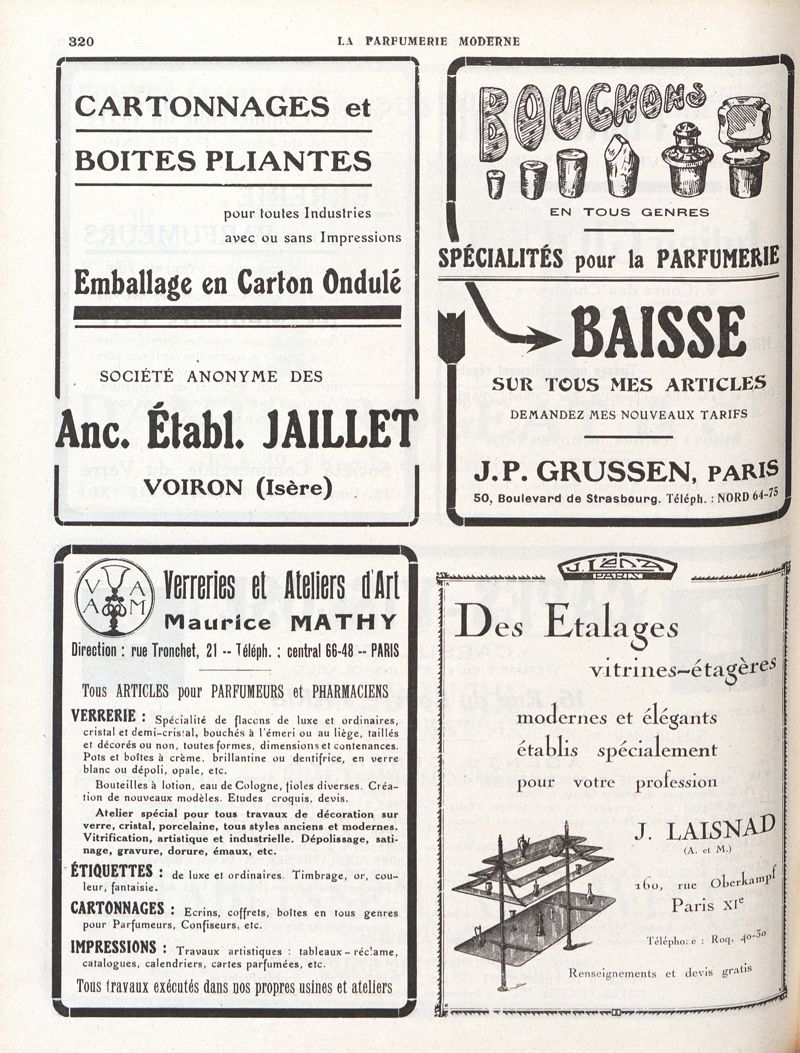 320
LA PARFUMERIE MODERNE
CARTONNAGES et
BOITES PLIANTES
pour toutes Industries
avec ou sans Impressions
Emballage en Carton Ondulé
SOCIÉTÉ ANONYME DES
Anc. Établ. JAILLET
VOIRON (Isère)
BOUCHONS
EN TOUS GENRES
SPÉCIALITÉS pour la PARFUMERIE
BAISSE
SUR TOUS MES ARTICLES
DEMANDEZ MES NOUVEAUX TARIFS
J.P. GRUSSEN, PARIS
50, Boulevard de Strasbourg. Téléph. : NORD 64-75
V A
A M
Verreries et Ateliers d'Art
Maurice MATHY
Direction : rue Tronchet, 21 -- Téléph. : central 66-48 -- PARIS
Tous ARTICLES pour PARFUMEURS et PHARMACIENS
VERRERIE : Spécialité de flacons de luxe et ordinaires,
cristal et demi-cristal, bouchés à l'émeri ou au liège, taillés
et décorés ou non, toutes formes, dimensions et contenances.
Pots et boîtes à crème, brillantine ou dentifrice, en verre
blanc ou dépoli, opale, etc.
Bouteilles à lotion, eau de Cologne, fioles diverses. Créa-
tion de nouveaux modèles. Etudes croquis, devis.
Atelier spécial pour tous travaux de décoration sur
verre, cristal, porcelaine, tous styles anciens et modernes.
Vitrification, artistique et industrielle. Dépolissage, sati-
nage, gravure, dorure, émaux, etc.
ÉTIQUETTES : de luxe et ordinaires. Timbrage, or, cou-
leur, fantaisie.
CARTONNAGES : Ecrins, coffrets, boîtes en tous genres
pour Parfumeurs, Confiseurs, etc.
IMPRESSIONS : Travaux artistiques : tableaux-réclame,
catalogues, calendriers, cartes parfumées, etc.
Tous travaux exécutés dans nos propres usines et ateliers
PARIN
Des Etalages
vitrines-étagères
modernes et élégants
établis spécialement
pour votre profession
J. LAISNAD
(A. et M.)
160, rue Oberkampf
Paris XIe
Téléphone : Roq. 40-30
Renseignements et devis gratis